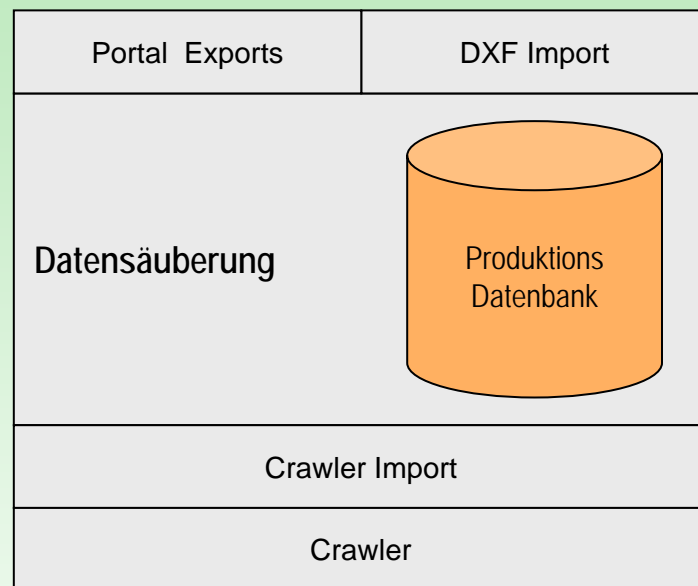 Portal Exports
DXF Import
Datensäuberung
Produktions
Datenbank
Crawler Import
Crawler